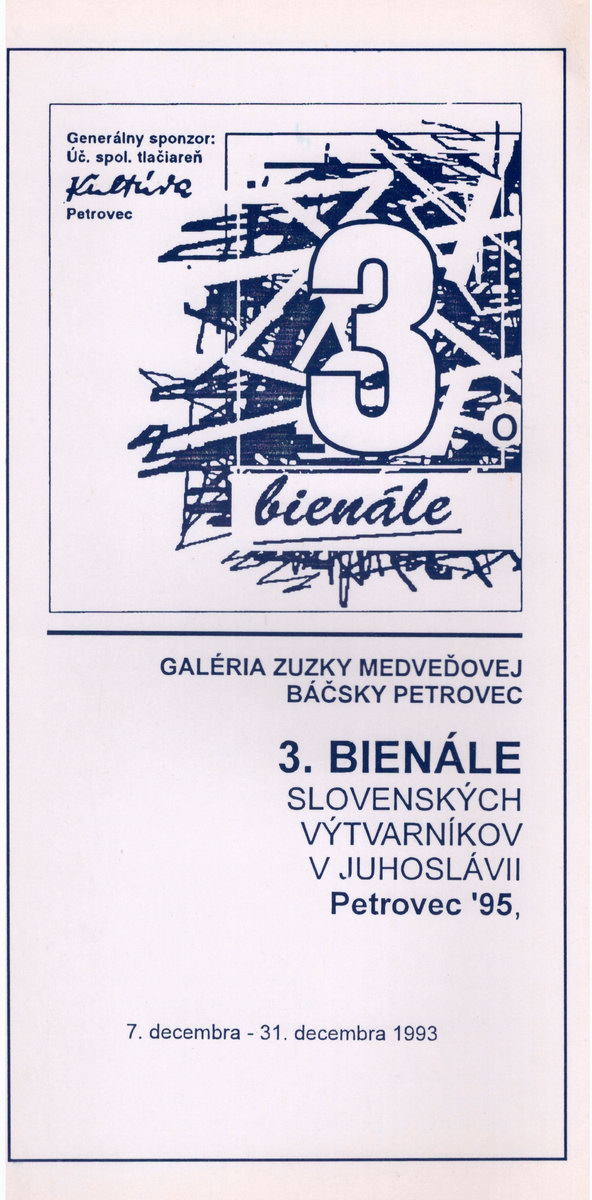 Generálny sponzor:
Úč. spol. tlačiareň
Kultúra
Petrovec
3
O
bienále
GALÉRIA ZUZKY MEDVEĎOVEJ
BÁČSKY PETROVEC
3. BIENÁLE
SLOVENSKÝCH
VÝTVARNÍKOV
V JUHOSLÁVII
Petrovec '95,
7. decembra - 31. decembra 1993